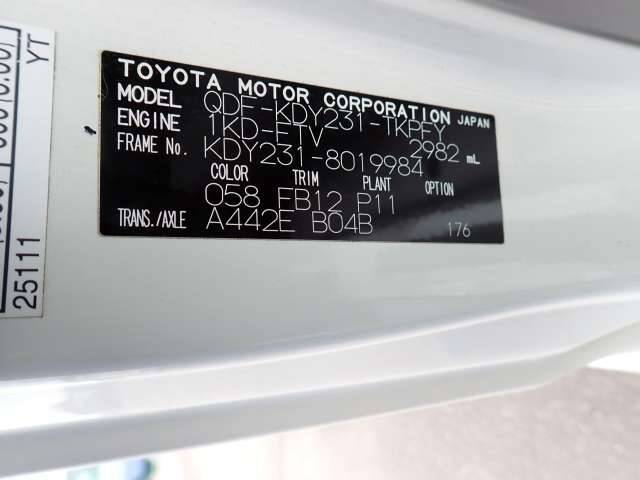 TOYOTA MOTOR CORPORATION JAPAN
MODEL QDF-KDY231-TKPFY
ENGINE 1KD-FTV 2982 mL
FRAME No. KDY231-8019984
COLOR TRIM PLANT OPTION
058 FB12 P11
TRANS./AXLE A442E B04B 176
25111 YT